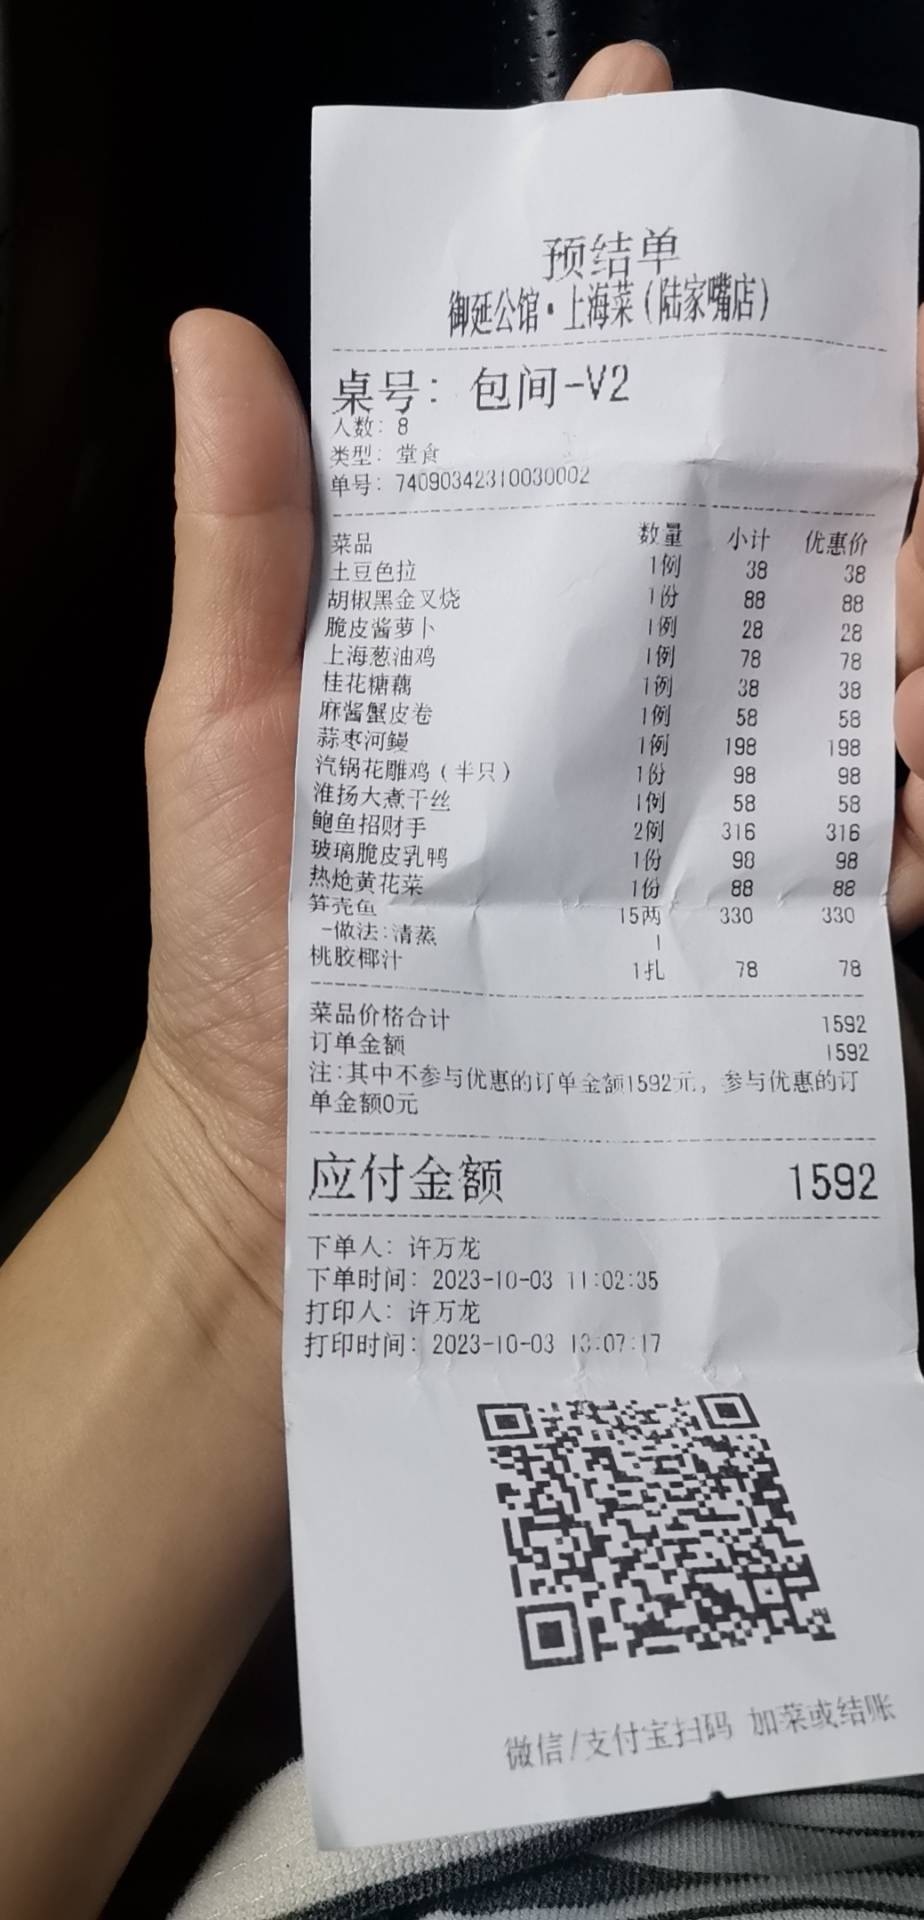 预结单
御延公馆·上海菜(陆家嘴店)
桌号: 包间-V2
人数: 8
类型: 堂食
单号: 74090342310030002
菜品 数量 小计 优惠价
土豆色拉 1例 38 38
胡椒黑金叉烧 1份 88 88
脆皮酱萝卜 1例 28 28
上海葱油鸡 1例 78 78
桂花糖藕 1例 38 38
麻酱蟹皮卷 1例 58 58
蒜枣河鳗 1例 198 198
汽锅花雕鸡(半只) 1份 98 98
淮扬大煮干丝 1例 58 58
鲍鱼招财手 2例 316 316
玻璃脆皮乳鸭 1份 98 98
热炝黄花菜 1份 88 88
笋壳鱼 15两 330 330
-做法:清蒸 1
桃胶椰汁 1扎 78 78
菜品价格合计 1592
订单金额 1592
注:其中不参与优惠的订单金额1592元, 参与优惠的订
单金额0元
应付金额 1592
下单人: 许万龙
下单时间: 2023-10-03 11:02:35
打印人: 许万龙
打印时间: 2023-10-03 13:07:17
微信/支付宝扫码 加菜或结账